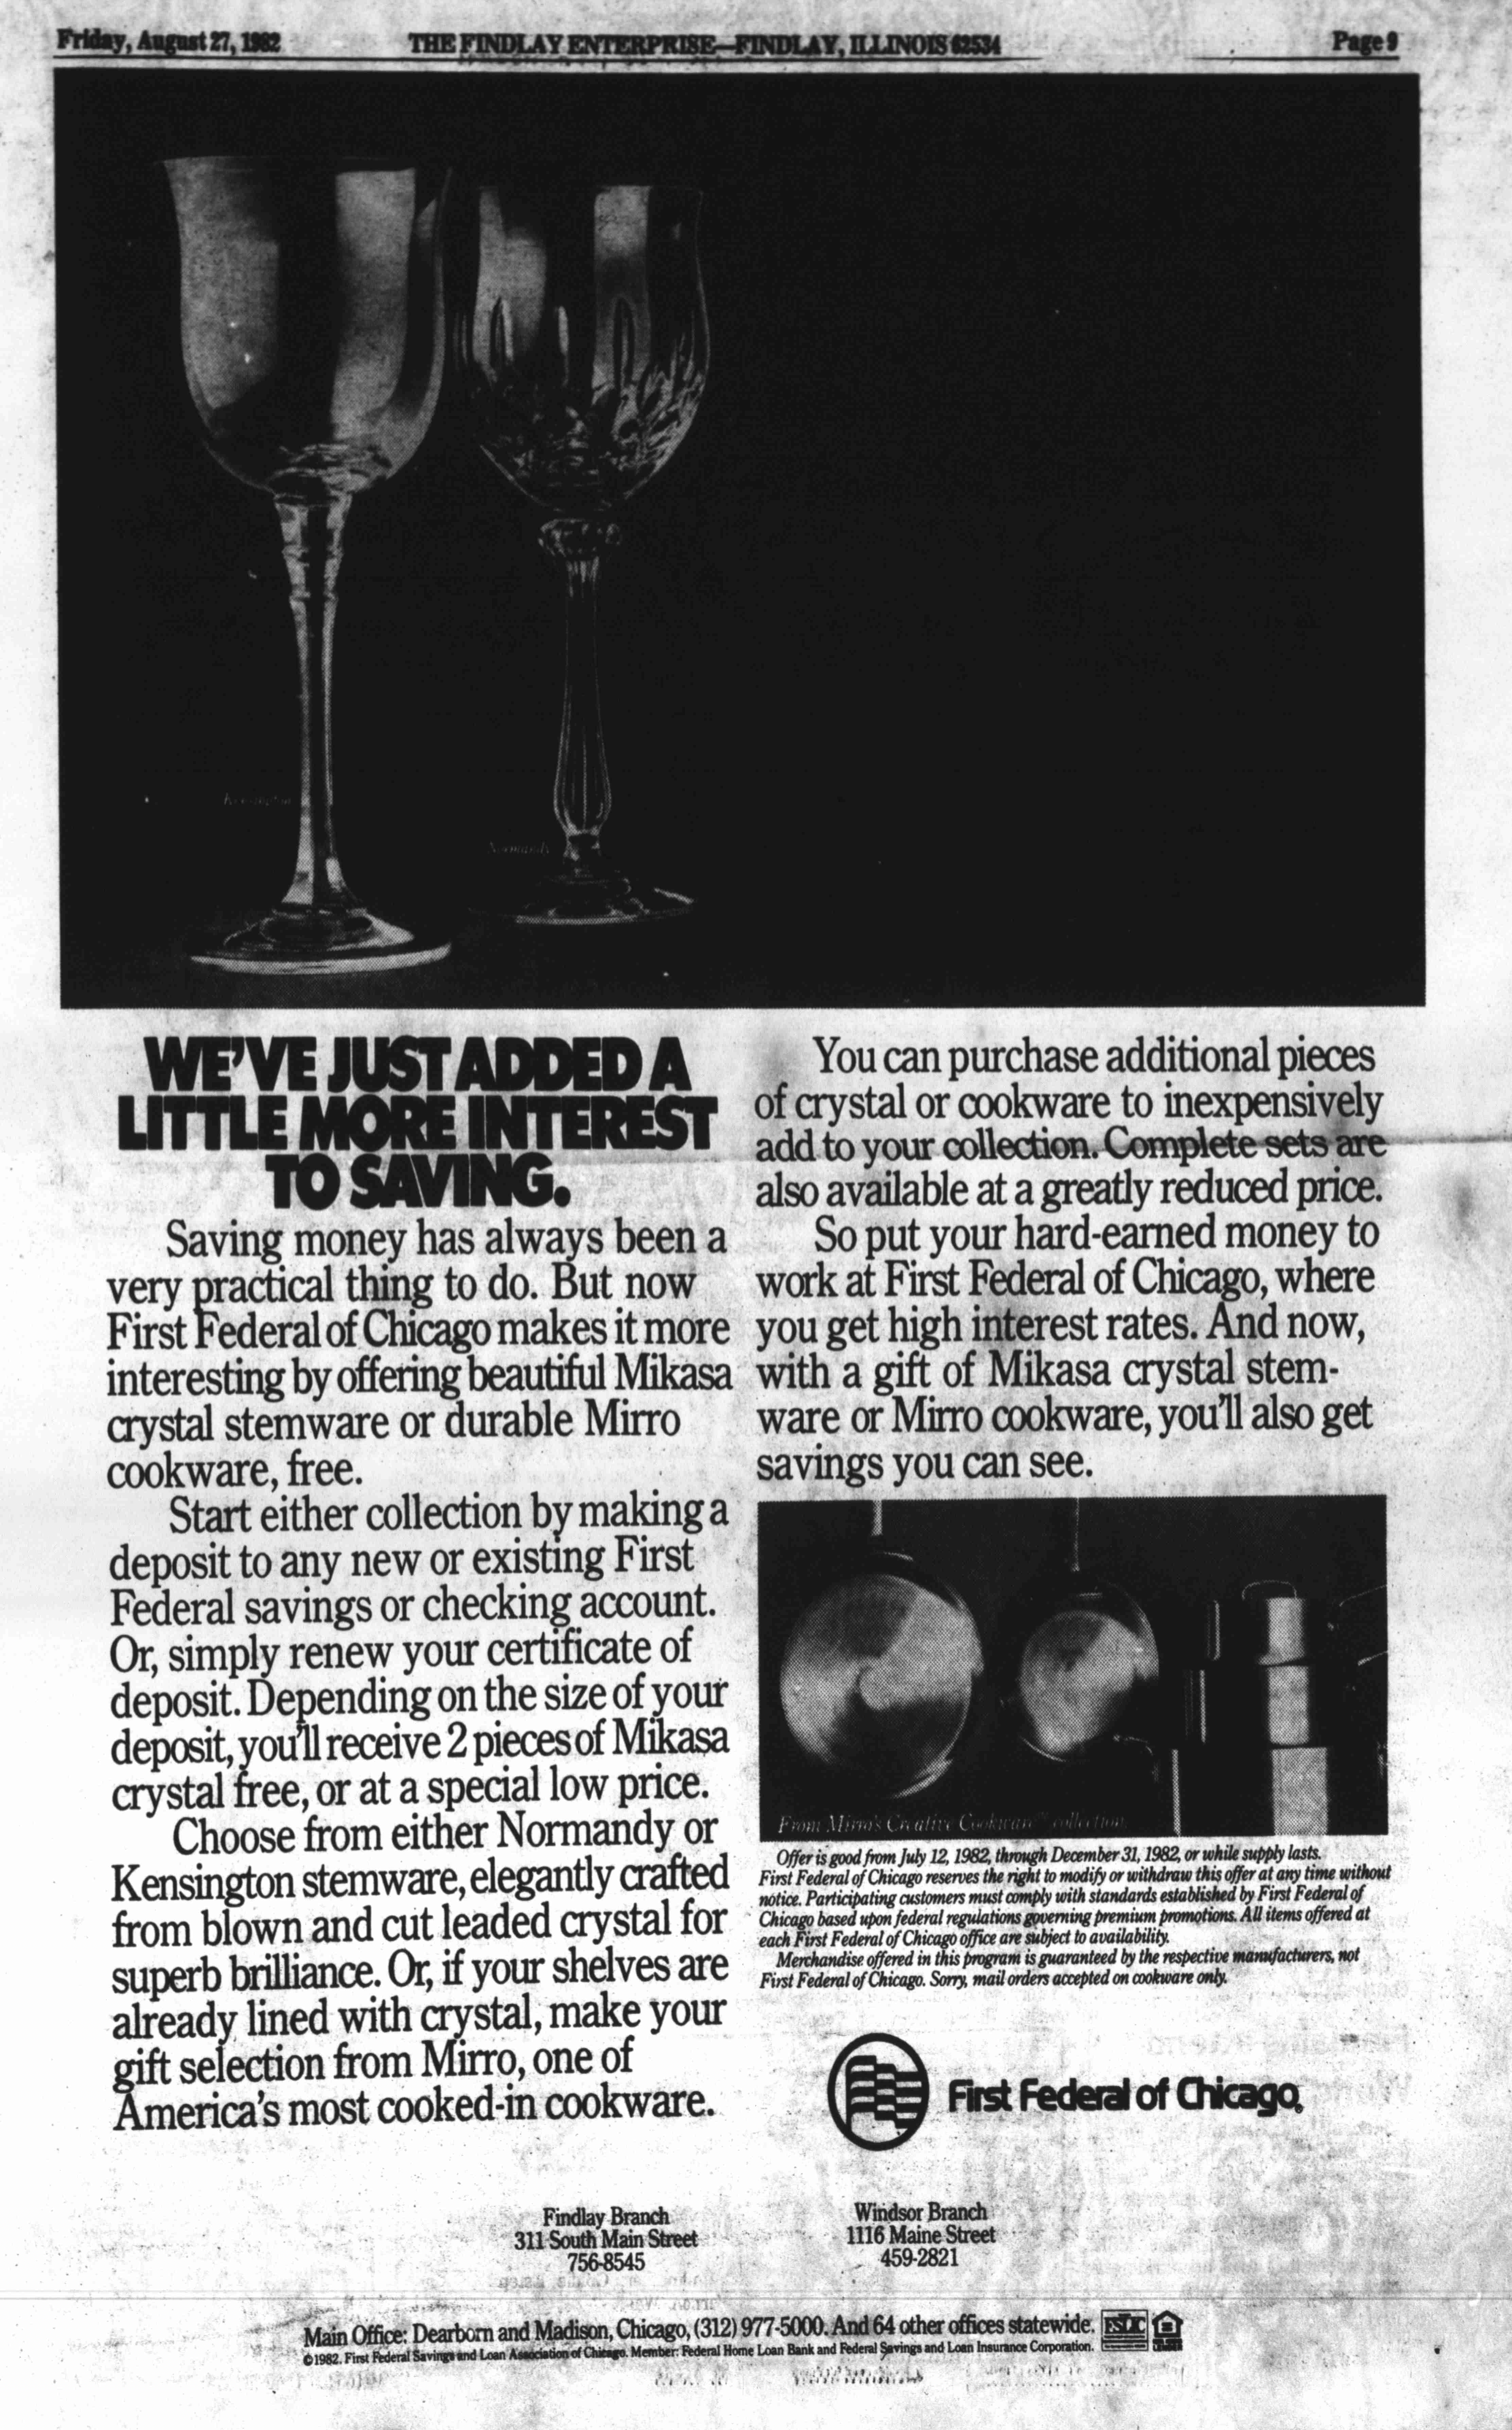 Friday, August 27, 1982
THE FINDLAY ENTERPRISE—FINDLAY, ILLINOIS 62534
Page 9
Kensington
Normandy
WE'VE JUST ADDED A
LITTLE MORE INTEREST
TO SAVING.
Saving money has always been a
very practical thing to do. But now
First Federal of Chicago makes it more
interesting by offering beautiful Mikasa
crystal stemware or durable Mirro
cookware, free.
Start either collection by making a
deposit to any new or existing First
Federal savings or checking account.
Or, simply renew your certificate of
deposit. Depending on the size of your
deposit, you'll receive 2 pieces of Mikasa
crystal free, or at a special low price.
Choose from either Normandy or
Kensington stemware, elegantly crafted
from blown and cut leaded crystal for
superb brilliance. Or, if your shelves are
already lined with crystal, make your
gift selection from Mirro, one of
America's most cooked-in cookware.
You can purchase additional pieces
of crystal or cookware to inexpensively
add to your collection. Complete sets are
also available at a greatly reduced price.
So put your hard-earned money to
work at First Federal of Chicago, where
you get high interest rates. And now,
with a gift of Mikasa crystal stem-
ware or Mirro cookware, you'll also get
savings you can see.
From Mirro's Creative Cookware™ collection.
Offer is good from July 12, 1982, through December 31, 1982, or while supply lasts.
First Federal of Chicago reserves the right to modify or withdraw this offer at any time without
notice. Participating customers must comply with standards established by First Federal of
Chicago based upon federal regulations governing premium promotions. All items offered at
each First Federal of Chicago office are subject to availability.
Merchandise offered in this program is guaranteed by the respective manufacturers, not
First Federal of Chicago. Sorry, mail orders accepted on cookware only.
First Federal of Chicago®
Findlay Branch
311 South Main Street
756-8545
Windsor Branch
1116 Maine Street
459-2821
Main Office: Dearborn and Madison, Chicago, (312) 977-5000. And 64 other offices statewide.
FSLIC
©1982. First Federal Savings and Loan Association of Chicago. Member: Federal Home Loan Bank and Federal Savings and Loan Insurance Corporation.